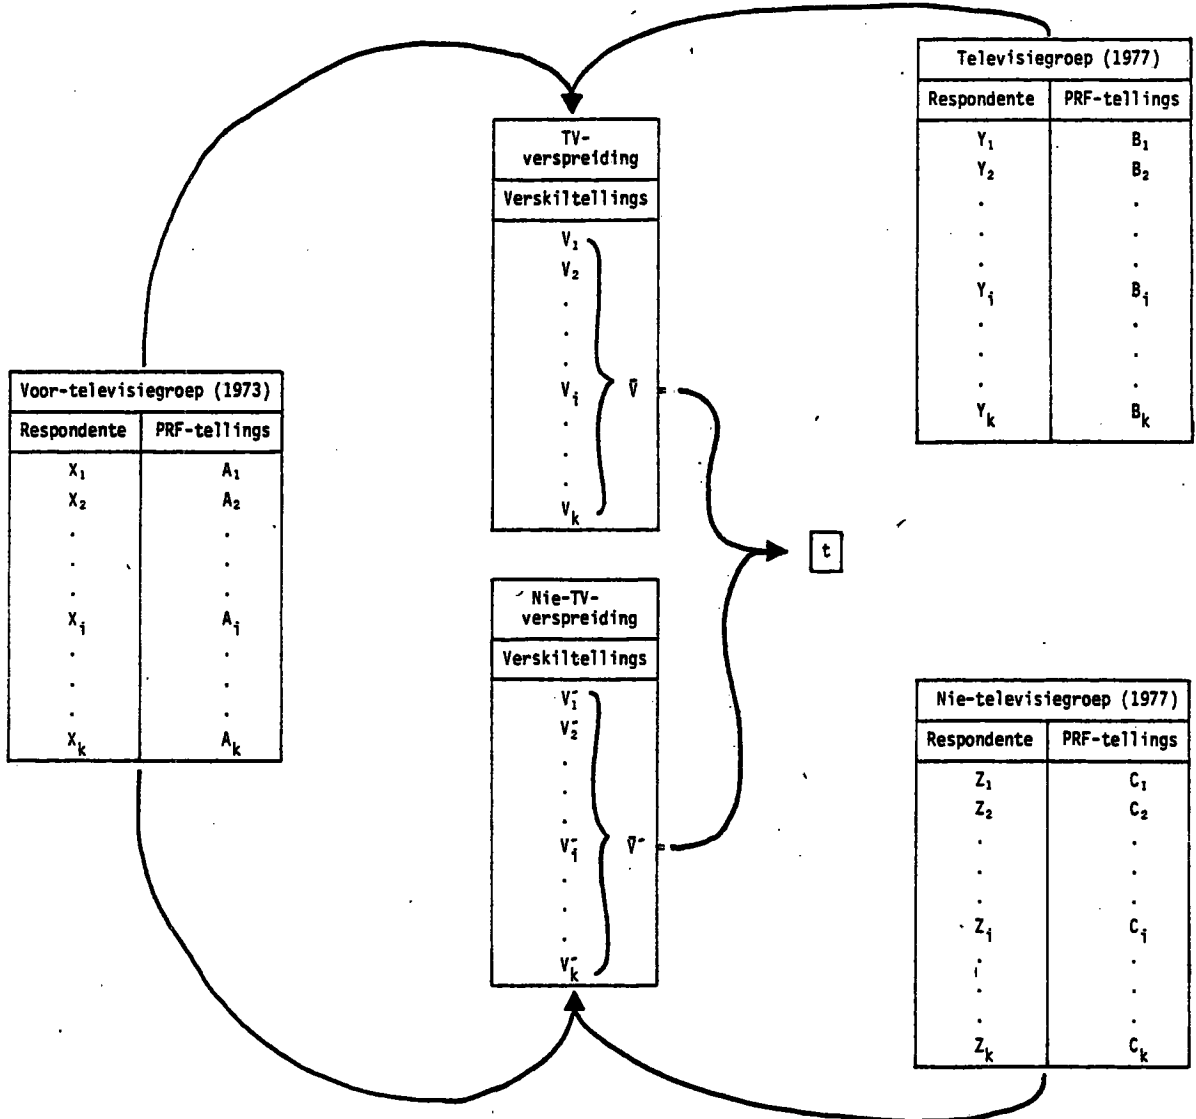 Voor-televisiegroep (1973)
Respondente PRF-tellings
X₁ A₁
X₂ A₂
. .
. .
. .
Xᵢ Aᵢ
. .
. .
. .
Xₖ Aₖ
TV-
verspreiding
Verskiltellings
V₁
V₂
.
.
.
Vᵢ V̄
.
.
.
Vₖ
Nie-TV-
verspreiding
Verskiltellings
V₁⁻
V₂⁻
.
.
.
Vᵢ⁻ V̄⁻
.
.
.
Vₖ⁻
t
Televisiegroep (1977)
Respondente PRF-tellings
Y₁ B₁
Y₂ B₂
. .
. .
. .
Yᵢ Bᵢ
. .
. .
. .
Yₖ Bₖ
Nie-televisiegroep (1977)
Respondente PRF-tellings
Z₁ C₁
Z₂ C₂
. .
. .
. .
Zᵢ Cᵢ
. .
. .
. .
Zₖ Cₖ